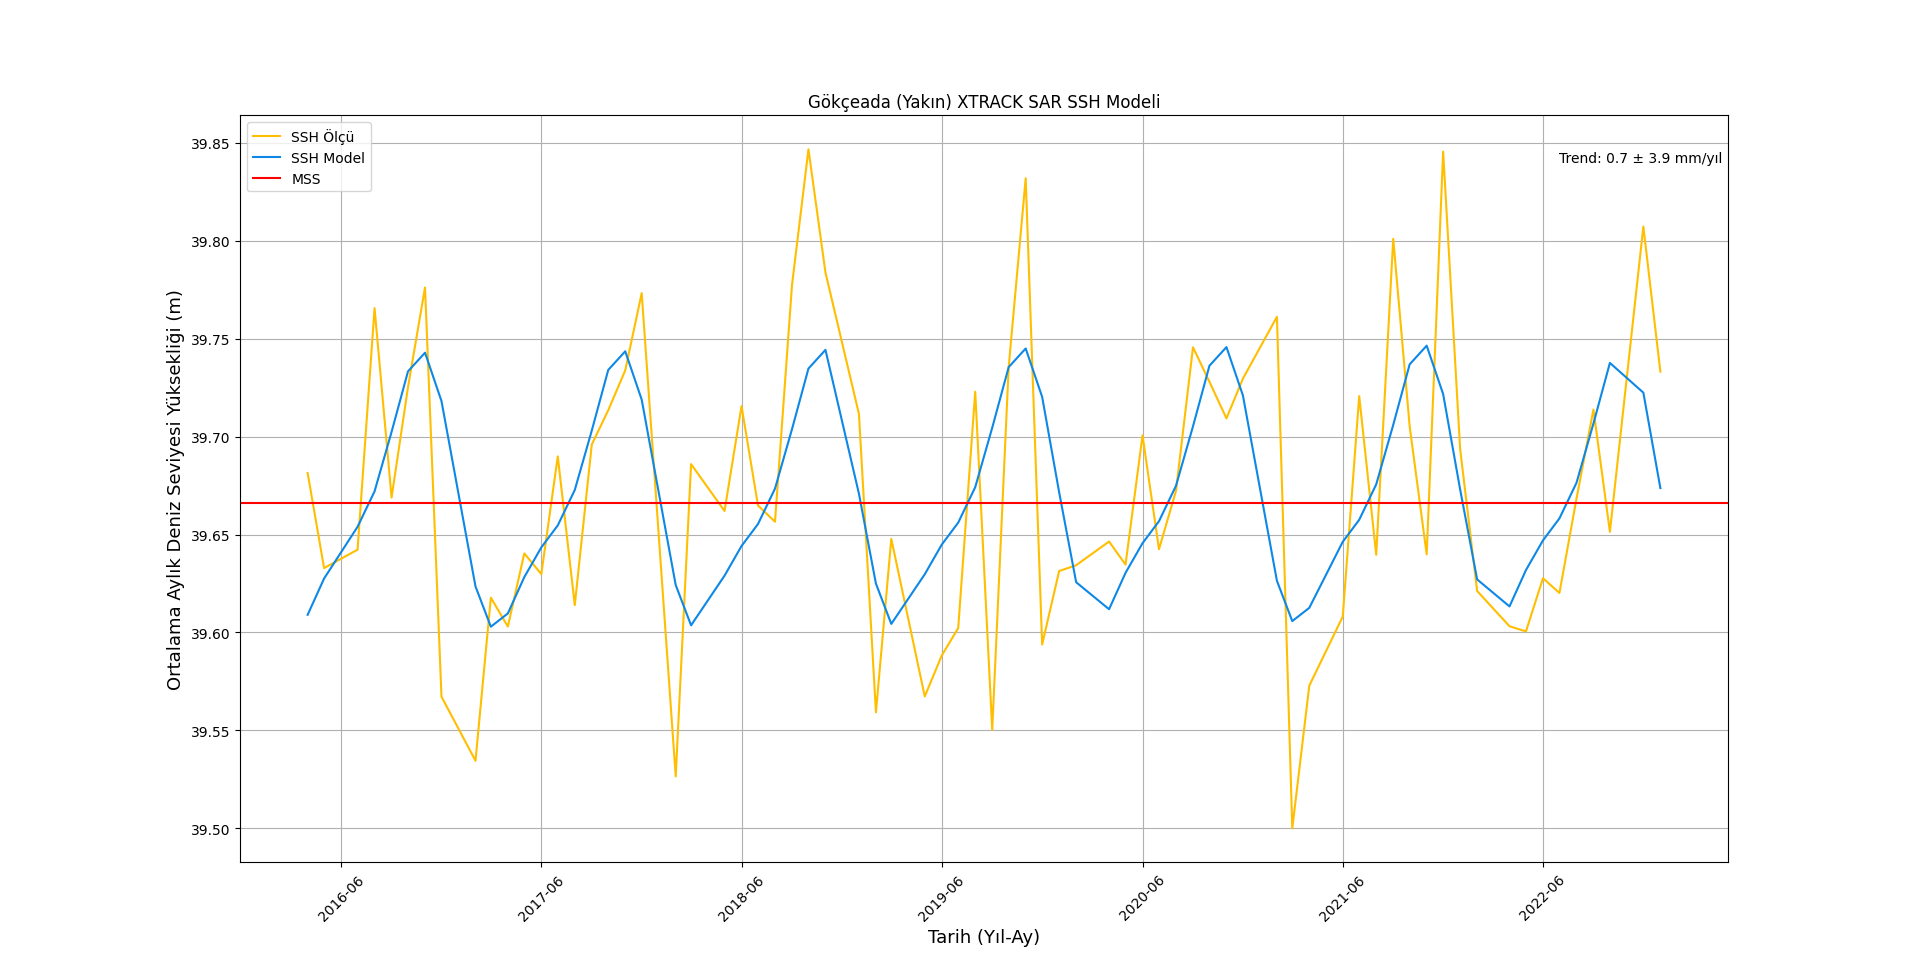 Gökçeada (Yakın) XTRACK SAR SSH Modeli
SSH Ölçü
SSH Model
MSS
Trend: 0.7 ± 3.9 mm/yıl
Ortalama Aylık Deniz Seviyesi Yüksekliği (m)
39.85
39.80
39.75
39.70
39.65
39.60
39.55
39.50
2016-06
2017-06
2018-06
2019-06
2020-06
2021-06
2022-06
Tarih (Yıl-Ay)